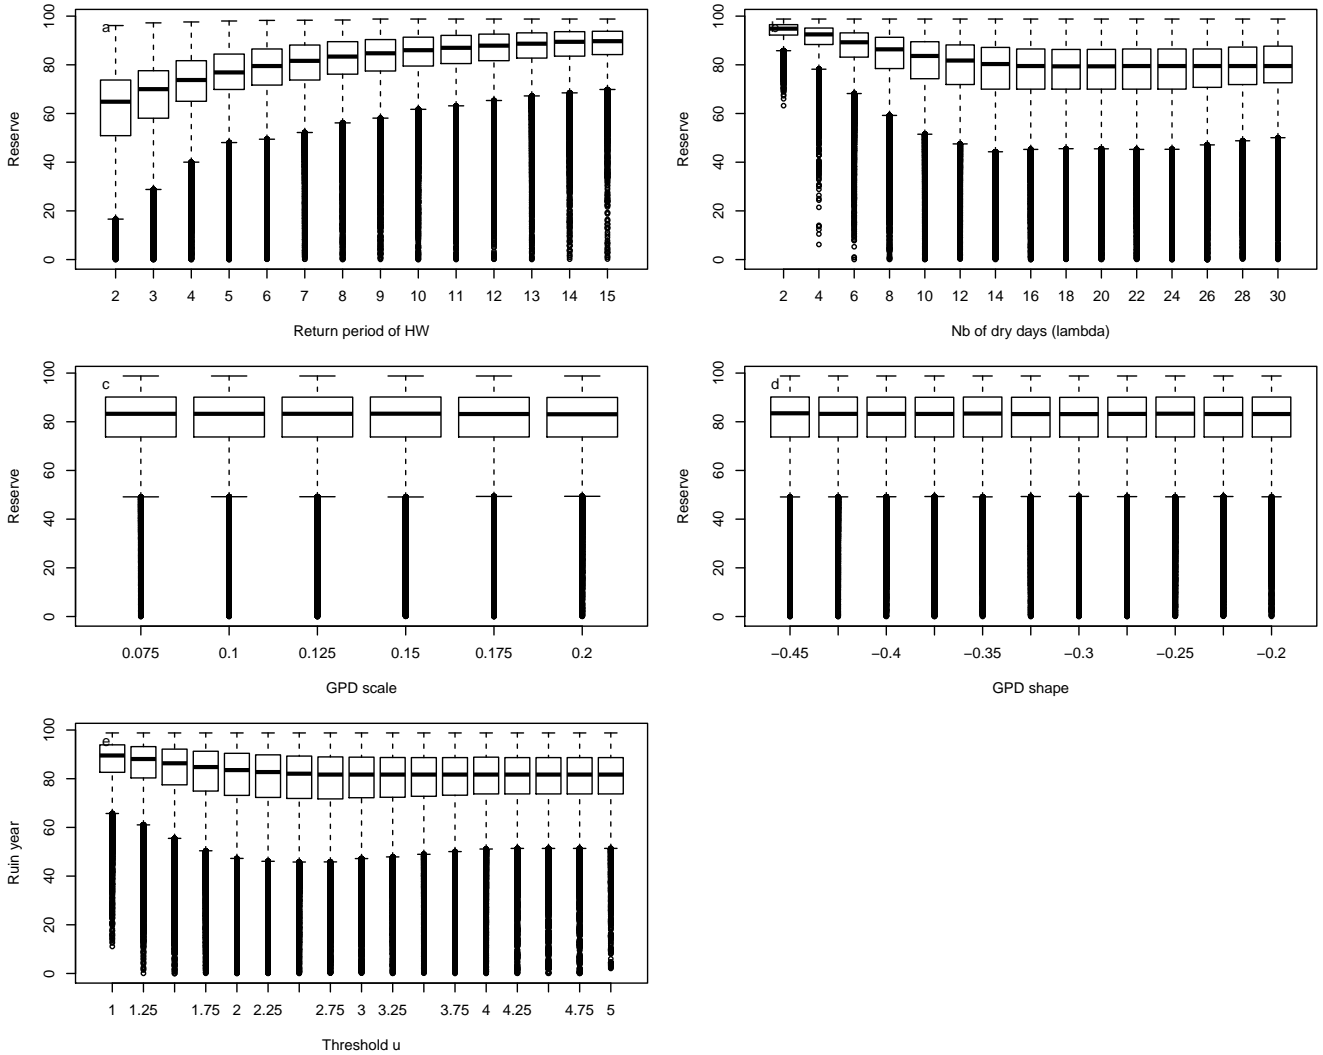 a
Reserve
0 20 40 60 80 100
2 3 4 5 6 7 8 9 10 11 12 13 14 15
Return period of HW
b
Reserve
0 20 40 60 80 100
2 4 6 8 10 12 14 16 18 20 22 24 26 28 30
Nb of dry days (lambda)
c
Reserve
0 20 40 60 80 100
0.075 0.1 0.125 0.15 0.175 0.2
GPD scale
d
Reserve
0 20 40 60 80 100
−0.45 −0.4 −0.35 −0.3 −0.25 −0.2
GPD shape
e
Ruin year
0 20 40 60 80 100
1 1.25 1.75 2 2.25 2.75 3 3.25 3.75 4 4.25 4.75 5
Threshold u